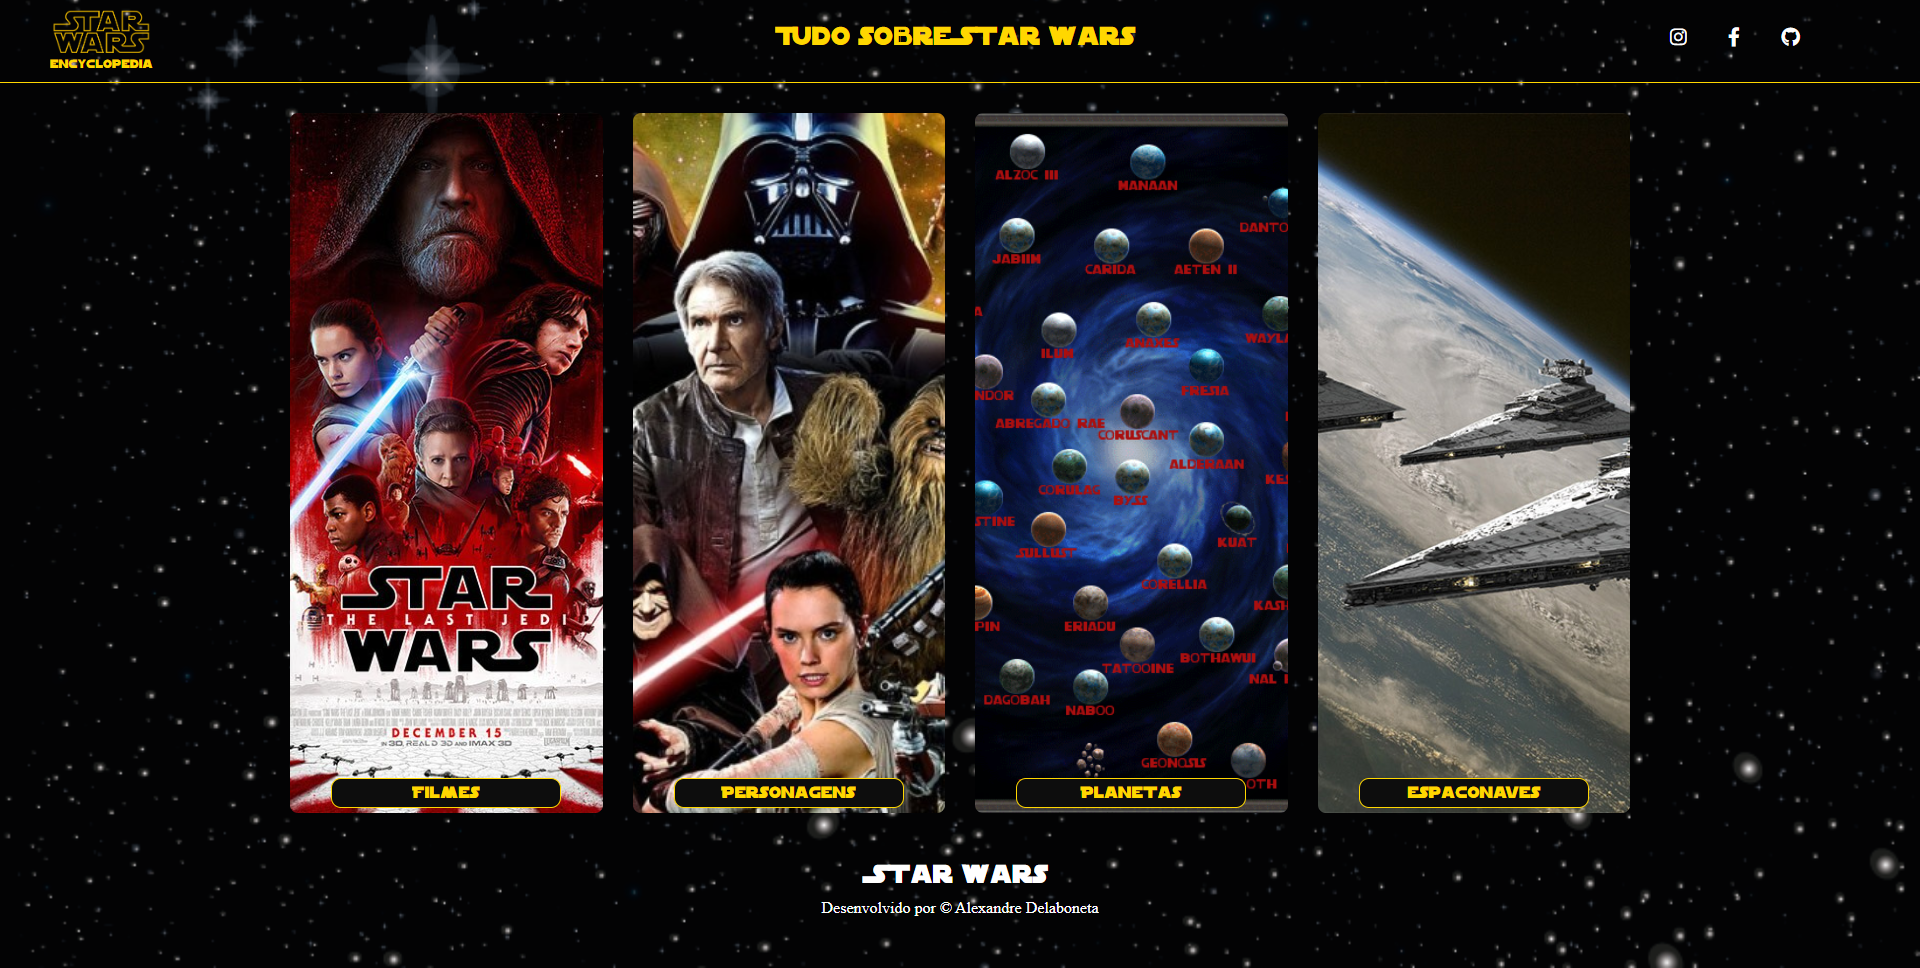 STAR
WARS
ENCYCLOPEDIA
TUDO SOBRE STAR WARS
STAR
THE LAST JEDI
WARS
DECEMBER 15
IN 3D, REALD 3D AND IMAX 3D
FILMES
PERSONAGENS
ALZOC III
MANAAN
DANTO
JABIIM
CARIDA
AETEN II
A
ILUM
ANAXES
WAYLA
FRESIA
NDOR
ABREGADO RAE
CORUSCANT
ALDERAAN
CORULAG
BYSS
KES
STINE
SULLUST
KUAT
CORELLIA
KASH
PIN
ERIADU
TATOOINE
BOTHAWUI
NAL
DAGOBAH
NABOO
GEONOSIS
OTH
PLANETAS
ESPACONAVES
STAR WARS
Desenvolvido por © Alexandre Delaboneta